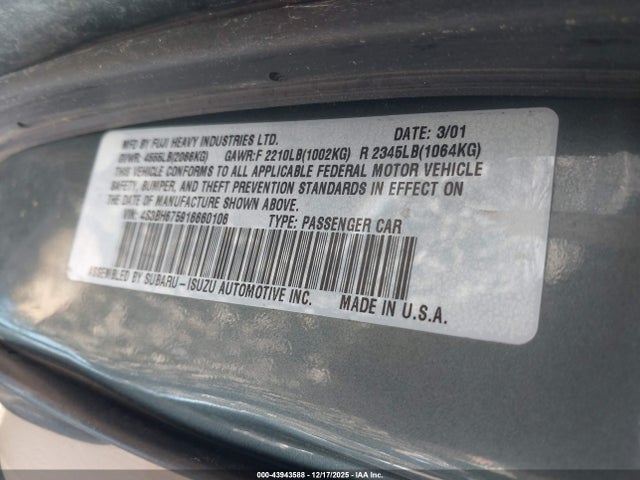 MFD BY FUJI HEAVY INDUSTRIES LTD. DATE: 3/01
GVWR: 4555LB(2066KG) GAWR:F 2210LB(1002KG) R 2345LB(1064KG)
THIS VEHICLE CONFORMS TO ALL APPLICABLE FEDERAL MOTOR VEHICLE
SAFETY, BUMPER, AND THEFT PREVENTION STANDARDS IN EFFECT ON
THE DATE OF MANUFACTURE SHOWN ABOVE.
VIN: 4S3BH675916660106 TYPE: PASSENGER CAR
ASSEMBLED BY SUBARU-ISUZU AUTOMOTIVE INC. MADE IN U.S.A.
000-43943588 - 12/17/2025 - IAA, Inc.